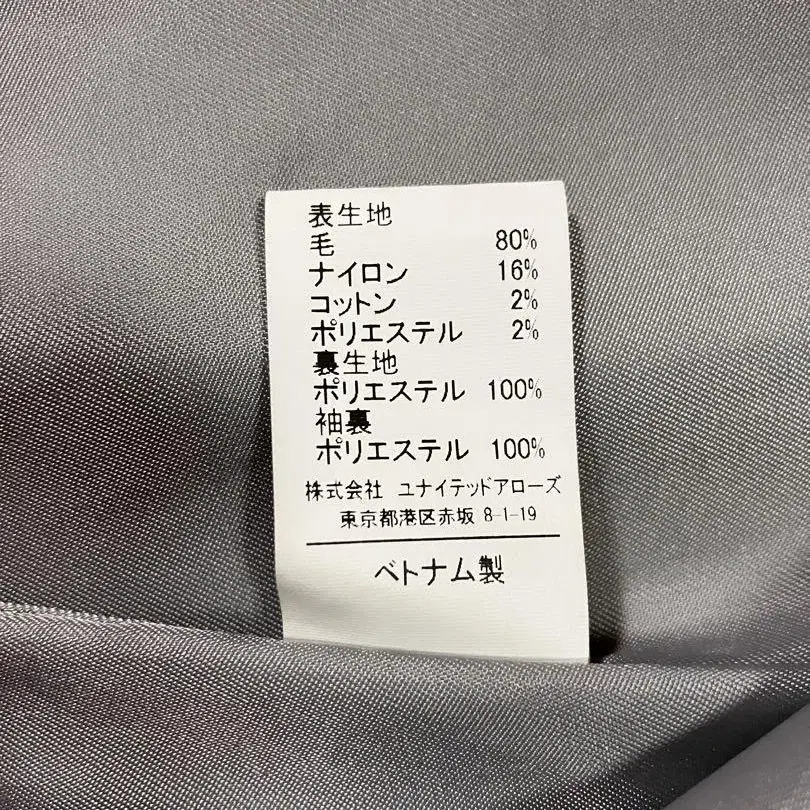 表生地
毛 80%
ナイロン 16%
コットン 2%
ポリエステル 2%
裏生地
ポリエステル 100%
袖裏
ポリエステル 100%
株式会社 ユナイテッドアローズ
東京都港区赤坂 8-1-19
ベトナム製